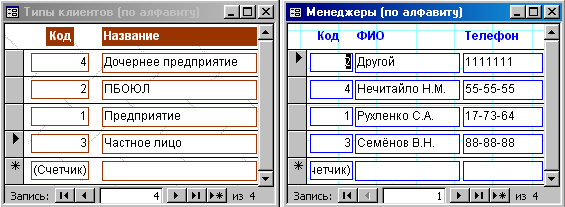 Типы клиентов (по алфавиту)
Код Название
4 Дочернее предприятие
2 ПБОЮЛ
1 Предприятие
3 Частное лицо
(Счетчик)
Запись: 4 из 4
Менеджеры (по алфавиту)
Код ФИО Телефон
2 Другой 1111111
4 Нечитайло Н.М. 55-55-55
1 Рухленко С.А. 17-73-64
3 Семёнов В.Н. 88-88-88
нетчик)
Запись: 1 из 4